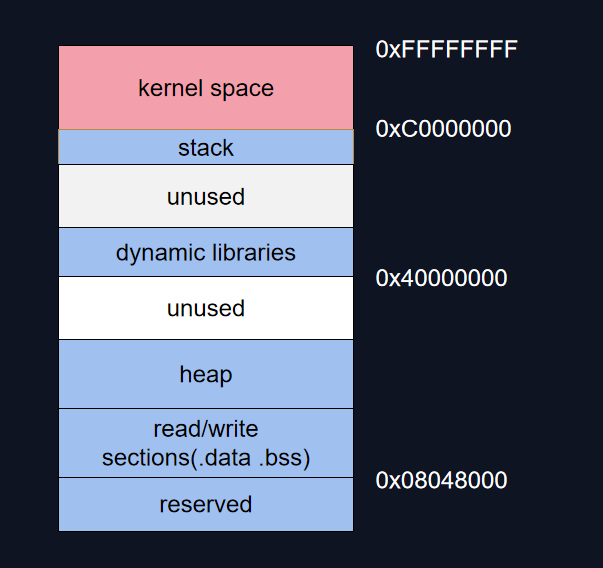 0xFFFFFFFF
kernel space
0xC0000000
stack
unused
dynamic libraries
0x40000000
unused
heap
read/write
sections(.data .bss)
0x08048000
reserved